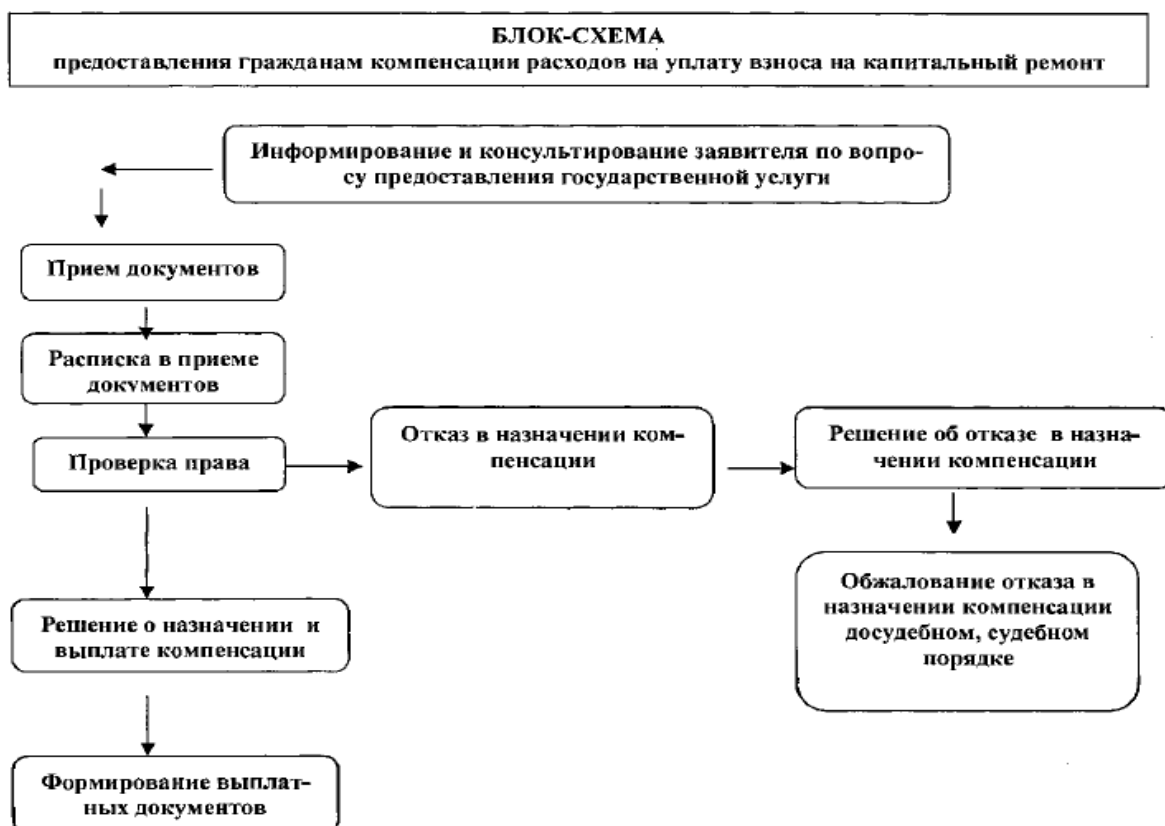 БЛОК-СХЕМА
предоставления гражданам компенсации расходов на уплату взноса на капитальный ремонт
Информирование и консультирование заявителя по вопро-
су предоставления государственной услуги
Прием документов
Расписка в приеме
документов
Проверка права
Отказ в назначении ком-
пенсации
Решение об отказе в назна-
чении компенсации
Обжалование отказа в
назначении компенсации
досудебном, судебном
порядке
Решение о назначении и
выплате компенсации
Формирование выплат-
ных документов